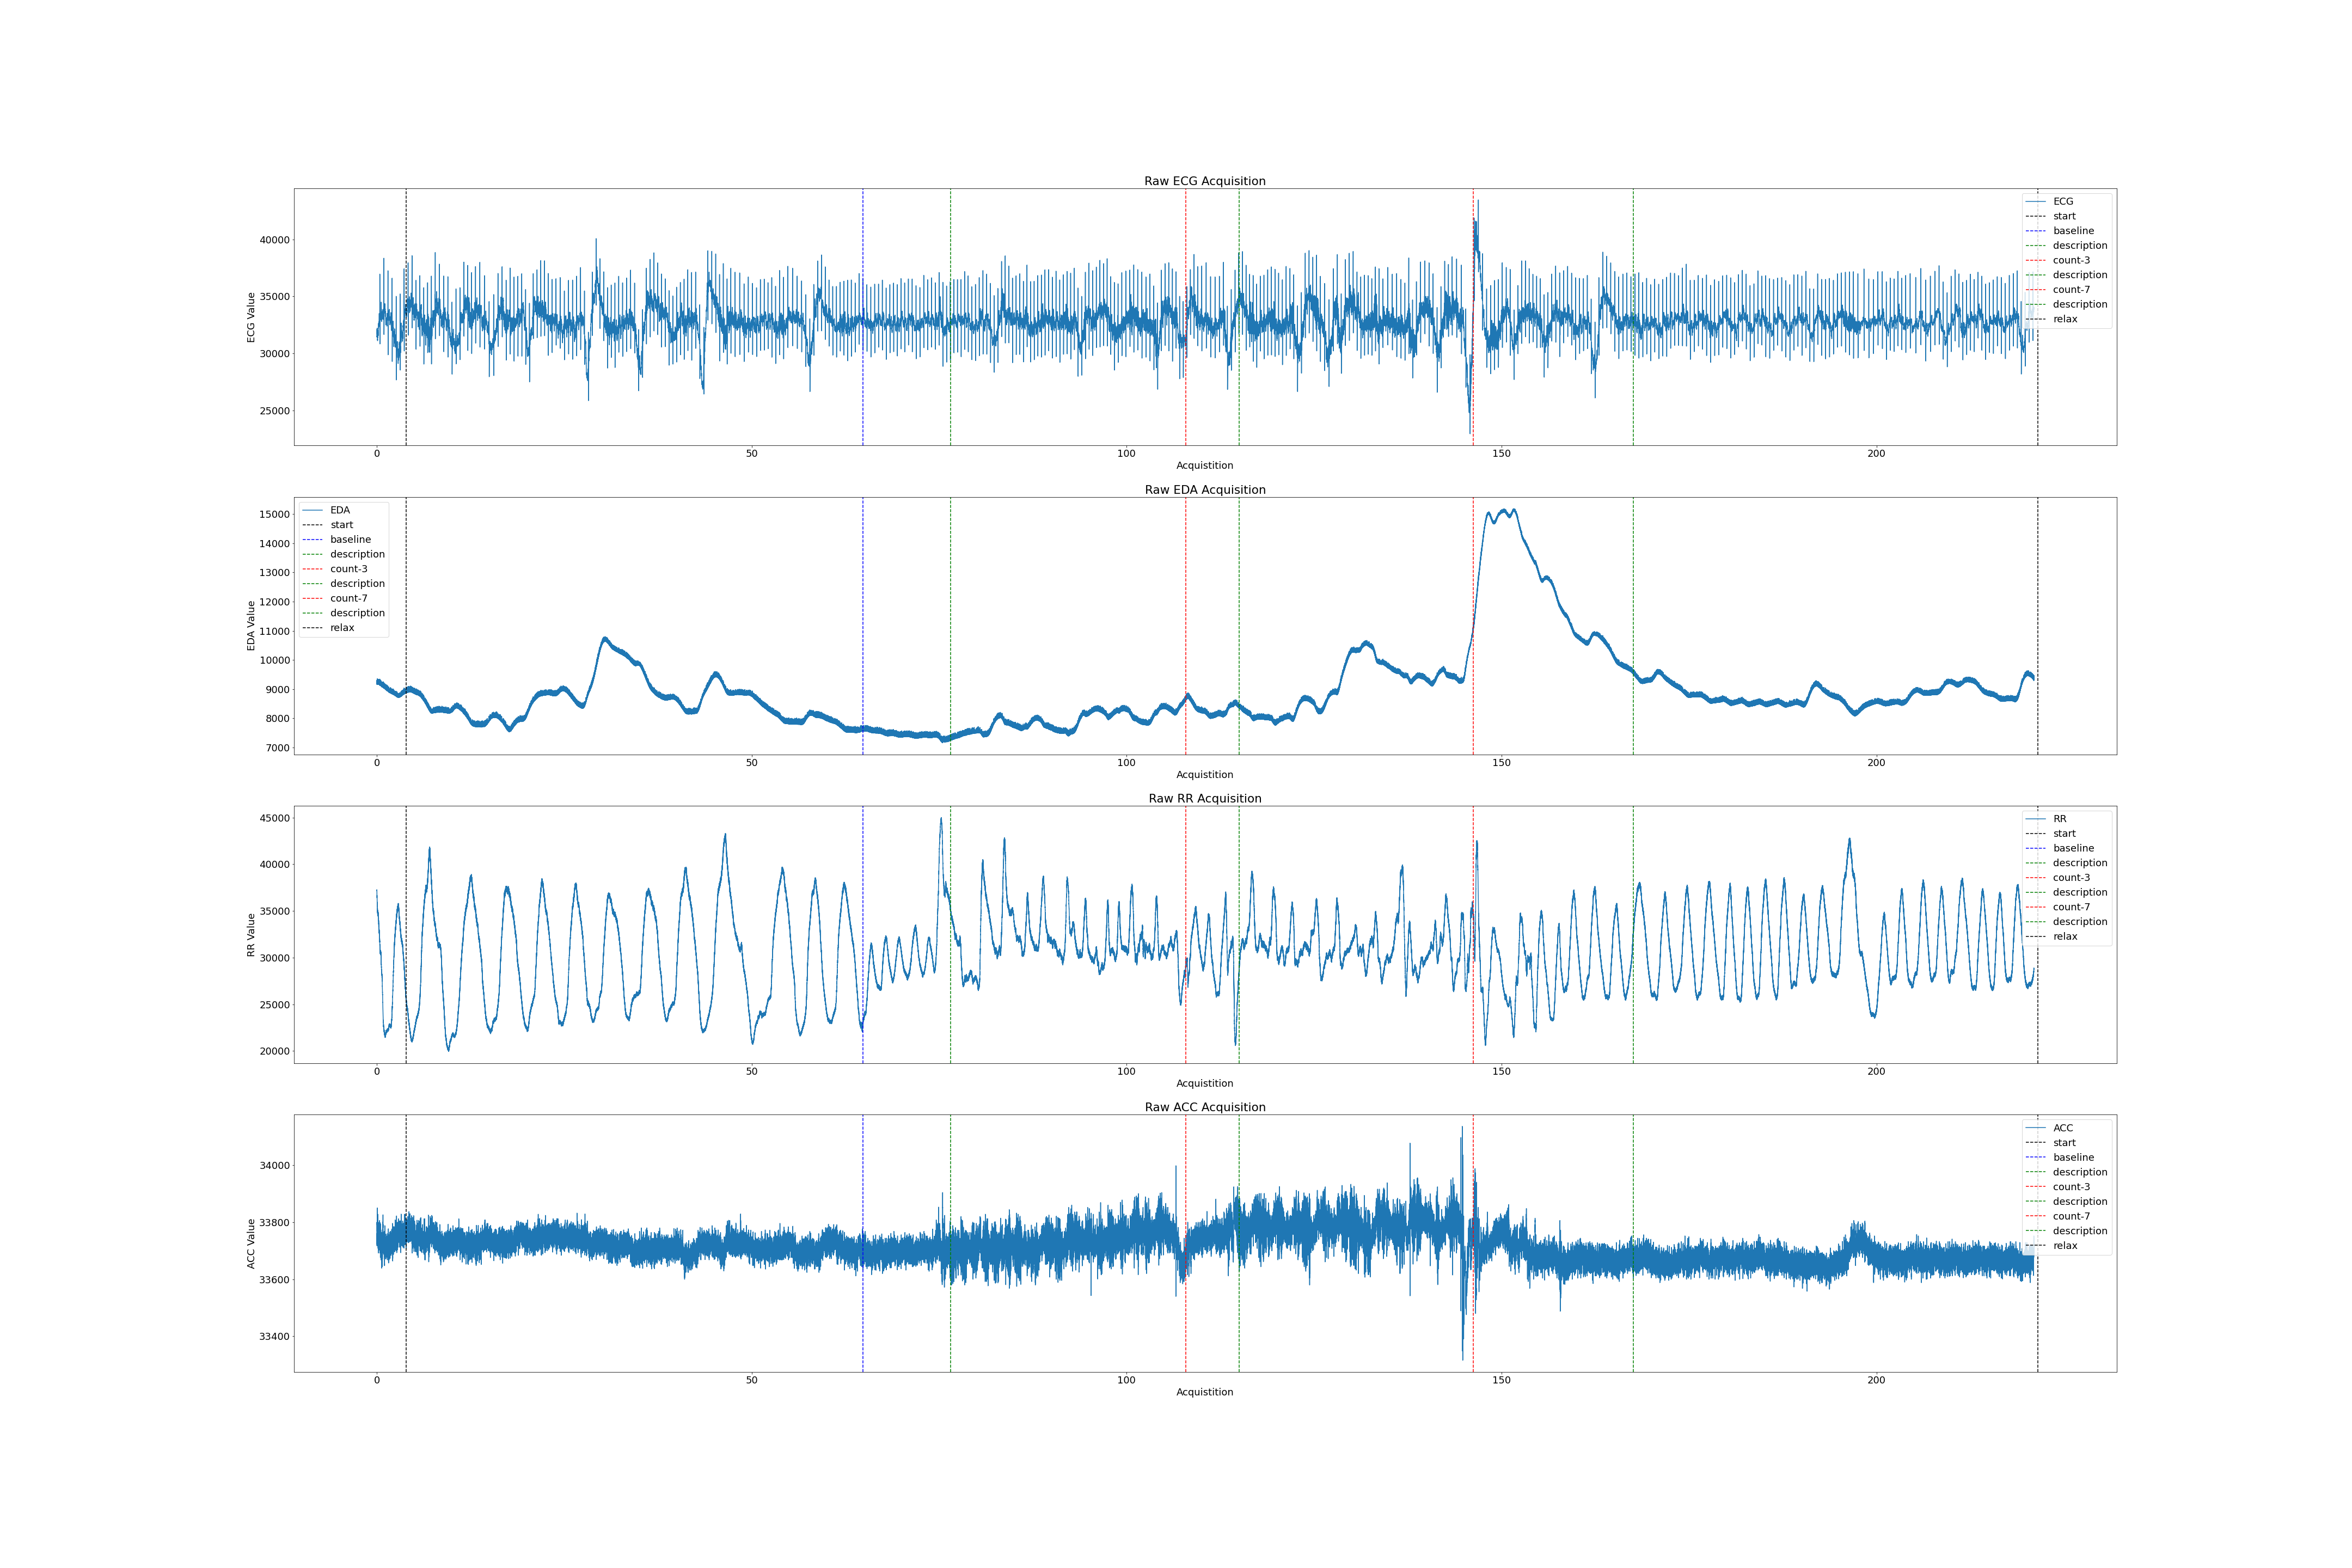 Raw ECG Acquisition
ECG Value
40000
35000
30000
25000
0
50
100
150
200
Acquistition
ECG
start
baseline
description
count-3
description
count-7
description
relax
Raw EDA Acquisition
EDA Value
15000
14000
13000
12000
11000
10000
9000
8000
7000
0
50
100
150
200
Acquistition
EDA
start
baseline
description
count-3
description
count-7
description
relax
Raw RR Acquisition
RR Value
45000
40000
35000
30000
25000
20000
0
50
100
150
200
Acquistition
RR
start
baseline
description
count-3
description
count-7
description
relax
Raw ACC Acquisition
ACC Value
34000
33800
33600
33400
0
50
100
150
200
Acquistition
ACC
start
baseline
description
count-3
description
count-7
description
relax